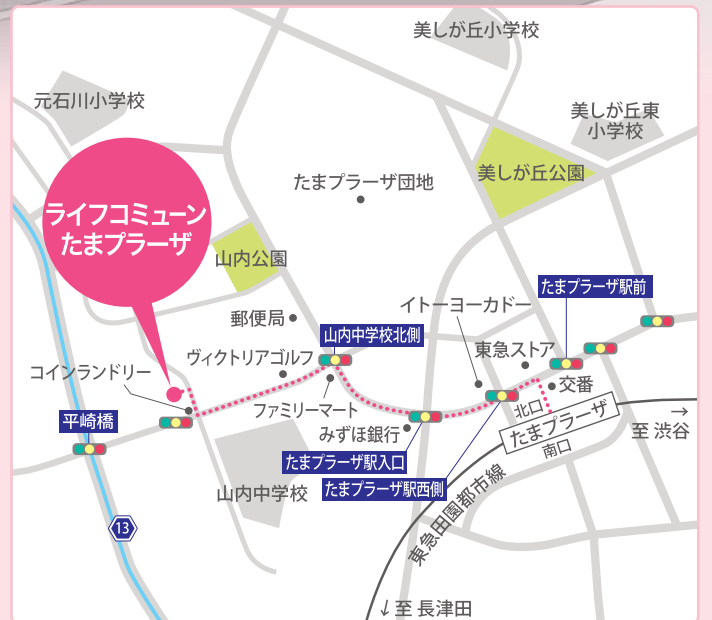 美しが丘小学校
元石川小学校
美しが丘東
小学校
美しが丘公園
たまプラーザ団地
ライフコミューン
たまプラーザ
山内公園
たまプラーザ駅前
イトーヨーカドー
郵便局
山内中学校北側
東急ストア
ヴィクトリアゴルフ
コインランドリー
交番
ファミリーマート
北口
たまプラーザ
→
至 渋谷
平崎橋
みずほ銀行
南口
たまプラーザ駅入口
たまプラーザ駅西側
山内中学校
東急田園都市線
13
↓至 長津田